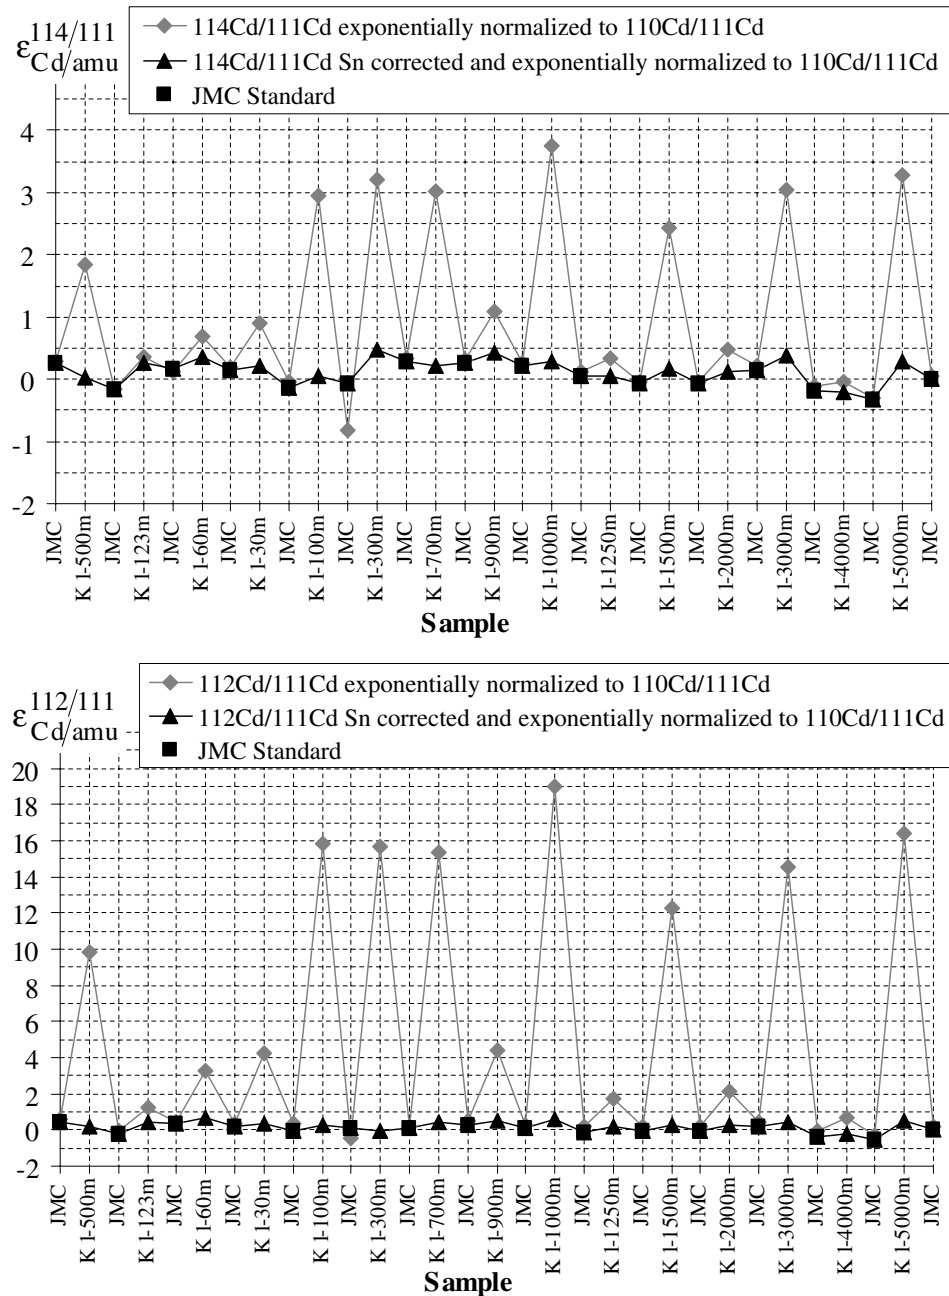 ε114/111
Cd/amu
114Cd/111Cd exponentially normalized to 110Cd/111Cd
114Cd/111Cd Sn corrected and exponentially normalized to 110Cd/111Cd
JMC Standard
4
3
2
1
0
-1
-2
JMC
K 1-500m
JMC
K 1-123m
JMC
K 1-60m
JMC
K 1-30m
JMC
K 1-100m
JMC
K 1-300m
JMC
K 1-700m
JMC
K 1-900m
JMC
K 1-1000m
JMC
K 1-1250m
JMC
K 1-1500m
JMC
K 1-2000m
JMC
K 1-3000m
JMC
K 1-4000m
JMC
K 1-5000m
JMC
Sample
ε112/111
Cd/amu
112Cd/111Cd exponentially normalized to 110Cd/111Cd
112Cd/111Cd Sn corrected and exponentially normalized to 110Cd/111Cd
JMC Standard
20
18
16
14
12
10
8
6
4
2
0
-2
JMC
K 1-500m
JMC
K 1-123m
JMC
K 1-60m
JMC
K 1-30m
JMC
K 1-100m
JMC
K 1-300m
JMC
K 1-700m
JMC
K 1-900m
JMC
K 1-1000m
JMC
K 1-1250m
JMC
K 1-1500m
JMC
K 1-2000m
JMC
K 1-3000m
JMC
K 1-4000m
JMC
K 1-5000m
JMC
Sample